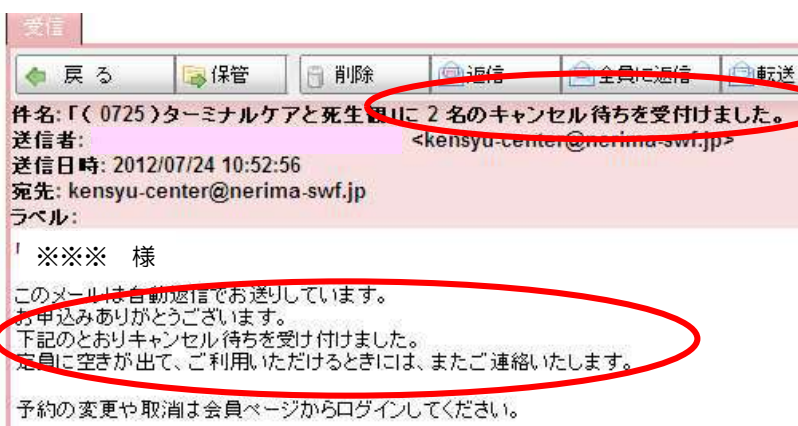 受信
戻る 保管 削除 返信 全員に返信 転送
件名:「( 0725 )ターミナルケアと死生観」に 2 名のキャンセル待ちを受付けました。
送信者: <kensyu-center@nerima-swf.jp>
送信日時: 2012/07/24 10:52:56
宛先: kensyu-center@nerima-swf.jp
ラベル:
※※※ 様
このメールは自動返信でお送りしています。
お申込みありがとうございます。
下記のとおりキャンセル待ちを受け付けました。
定員に空きが出て、ご利用いただけるときには、またご連絡いたします。
予約の変更や取消は会員ページからログインしてください。